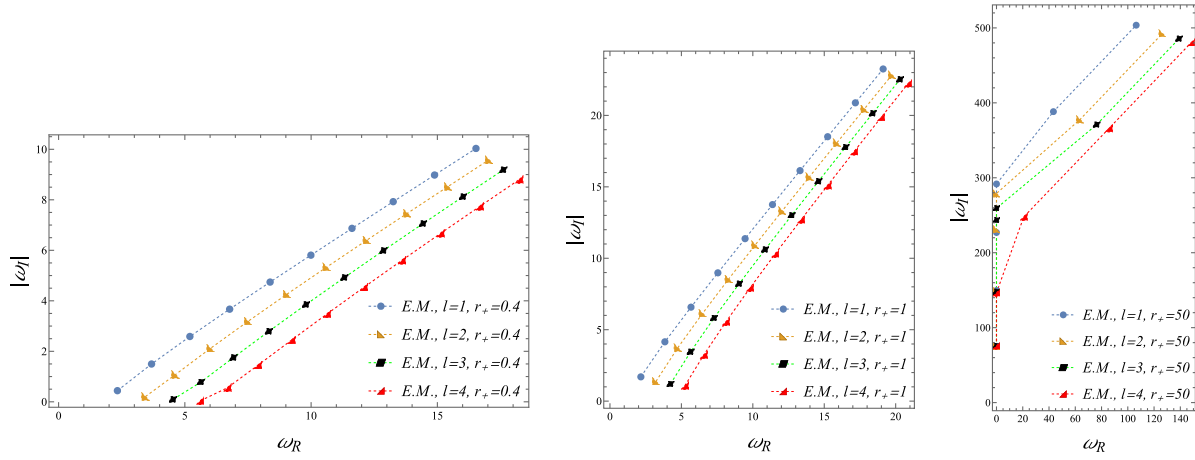 10
8
6
4
2
0
0
5
10
15
|ω_I|
ω_R
E.M., l=1, r_+=0.4
E.M., l=2, r_+=0.4
E.M., l=3, r_+=0.4
E.M., l=4, r_+=0.4
20
15
10
5
0
0
5
10
15
20
|ω_I|
ω_R
E.M., l=1, r_+=1
E.M., l=2, r_+=1
E.M., l=3, r_+=1
E.M., l=4, r_+=1
500
400
300
200
100
0
0 20 40 60 80 100 120 140
|ω_I|
ω_R
E.M., l=1, r_+=50
E.M., l=2, r_+=50
E.M., l=3, r_+=50
E.M., l=4, r_+=50